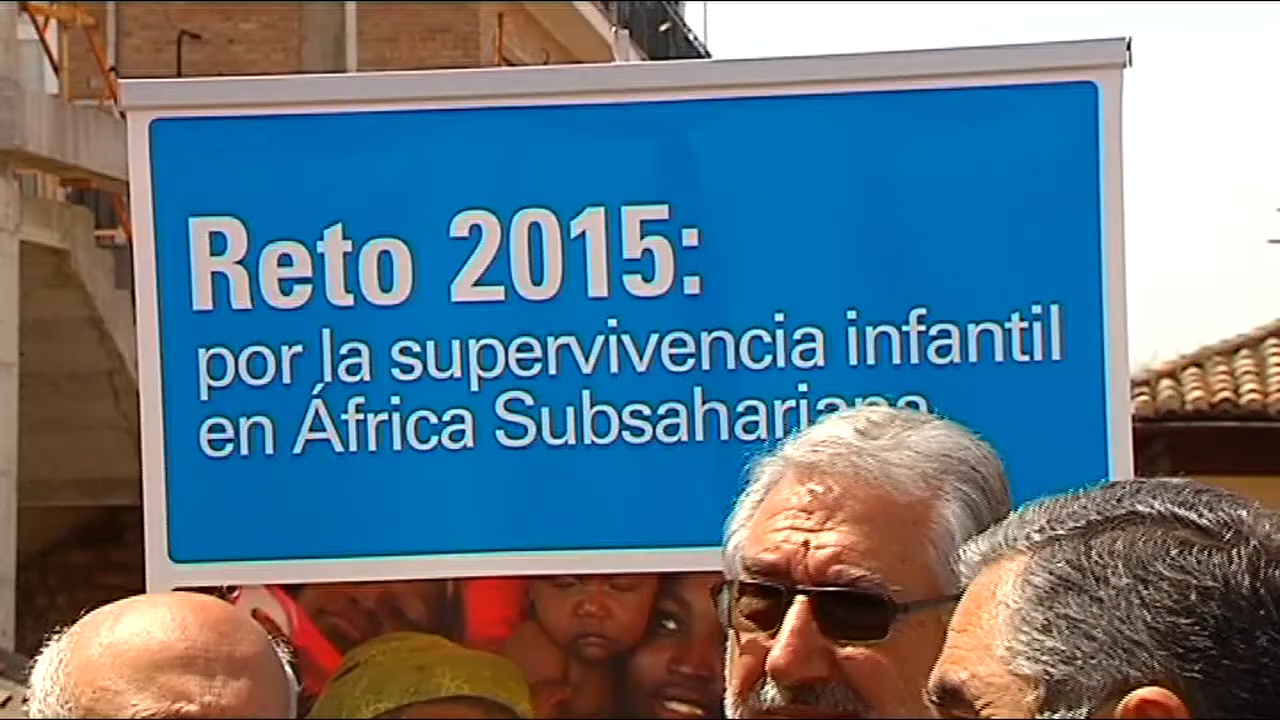 Reto 2015:
por la supervivencia infantil
en África Subsahariana